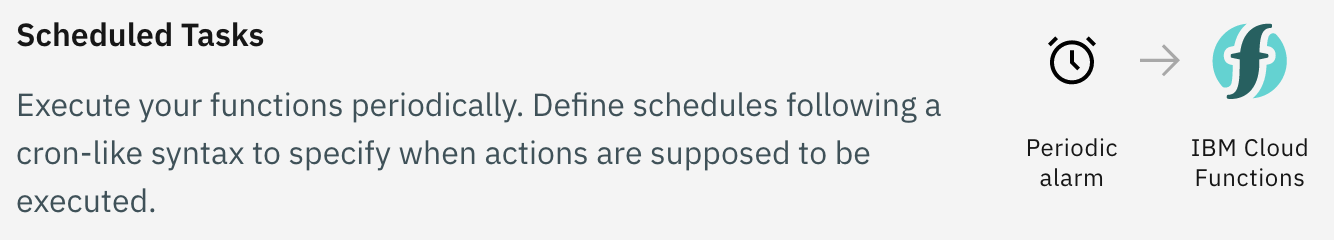 Scheduled Tasks
Execute your functions periodically. Define schedules following a
cron-like syntax to specify when actions are supposed to be
executed.
Periodic
alarm
IBM Cloud
Functions